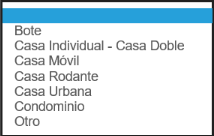 Bote
Casa Individual - Casa Doble
Casa Móvil
Casa Rodante
Casa Urbana
Condominio
Otro